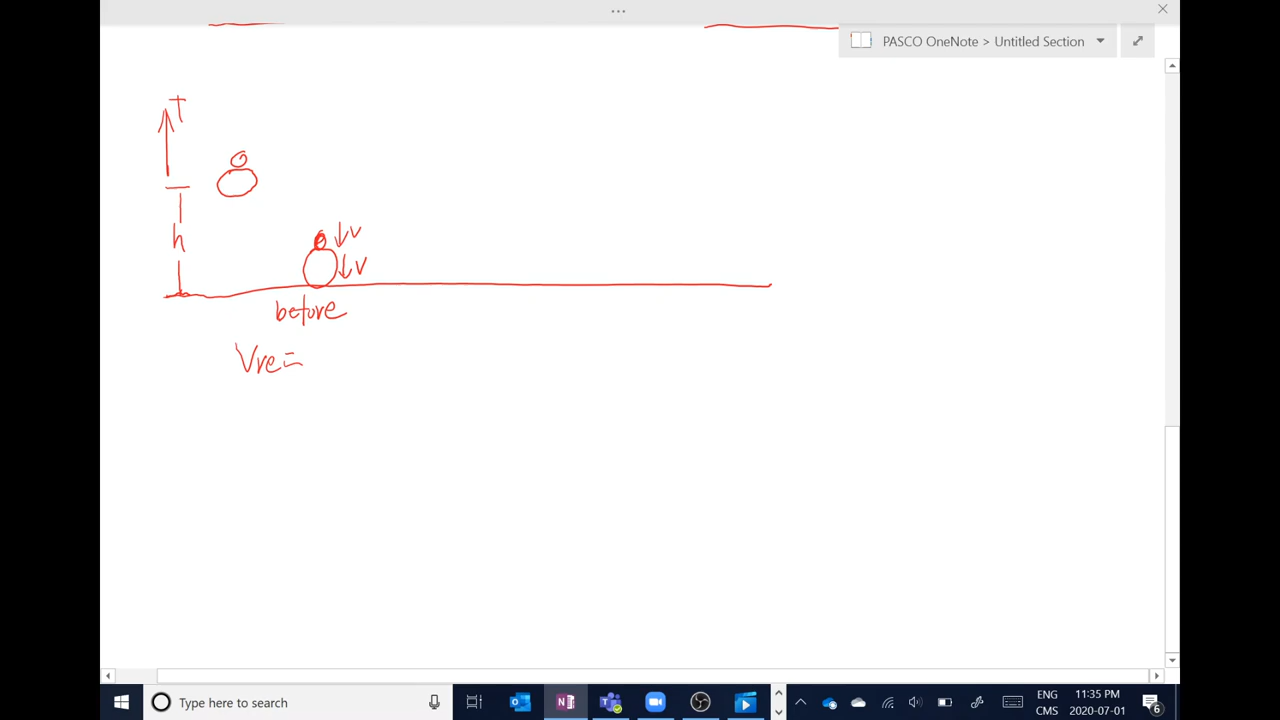 PASCO OneNote > Untitled Section
T
h
↓v
↓v
before
Vre=
Type here to search
ENG
CMS
11:35 PM
2020-07-01
6